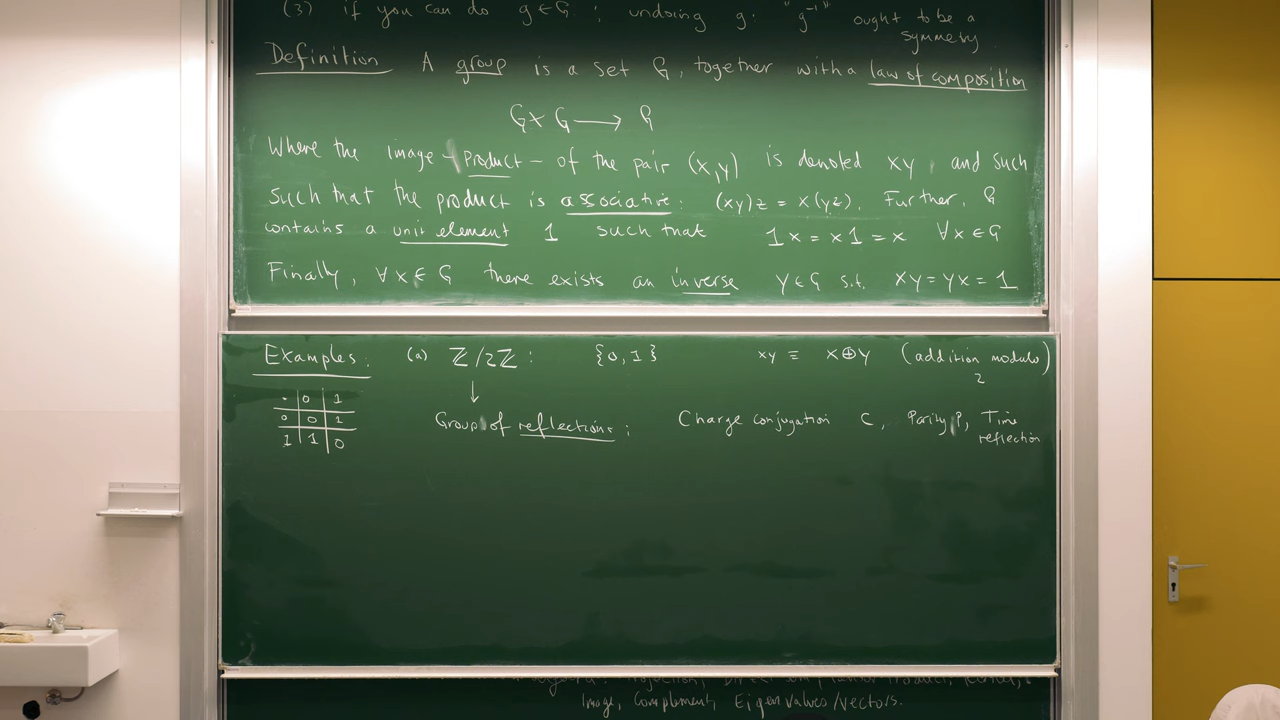 (3) if you can do g ∈ G : undoing g: "g⁻¹" ought to be a
symmetry
Definition A group is a set G, together with a law of composition
G × G ⟶ G
Where the image - product - of the pair (x,y) is denoted xy, and such
such that the product is associative: (xy)z = x(yz). Further, G
contains a unit element 1 such that 1x = x1 = x ∀x ∈ G
Finally, ∀x ∈ G there exists an inverse y ∈ G s.t. xy = yx = 1
Examples: (a) ℤ/2ℤ: {0,1} xy ≡ x⊕y (addition modulo)
2
· | 0 | 1
0 | 0 | 1
1 | 1 | 0
↓
Group of reflections: Charge conjugation C, Parity P, Time
reflection
Projection, Product, Kernel,
Image, Complement, Eigenvalues/vectors.